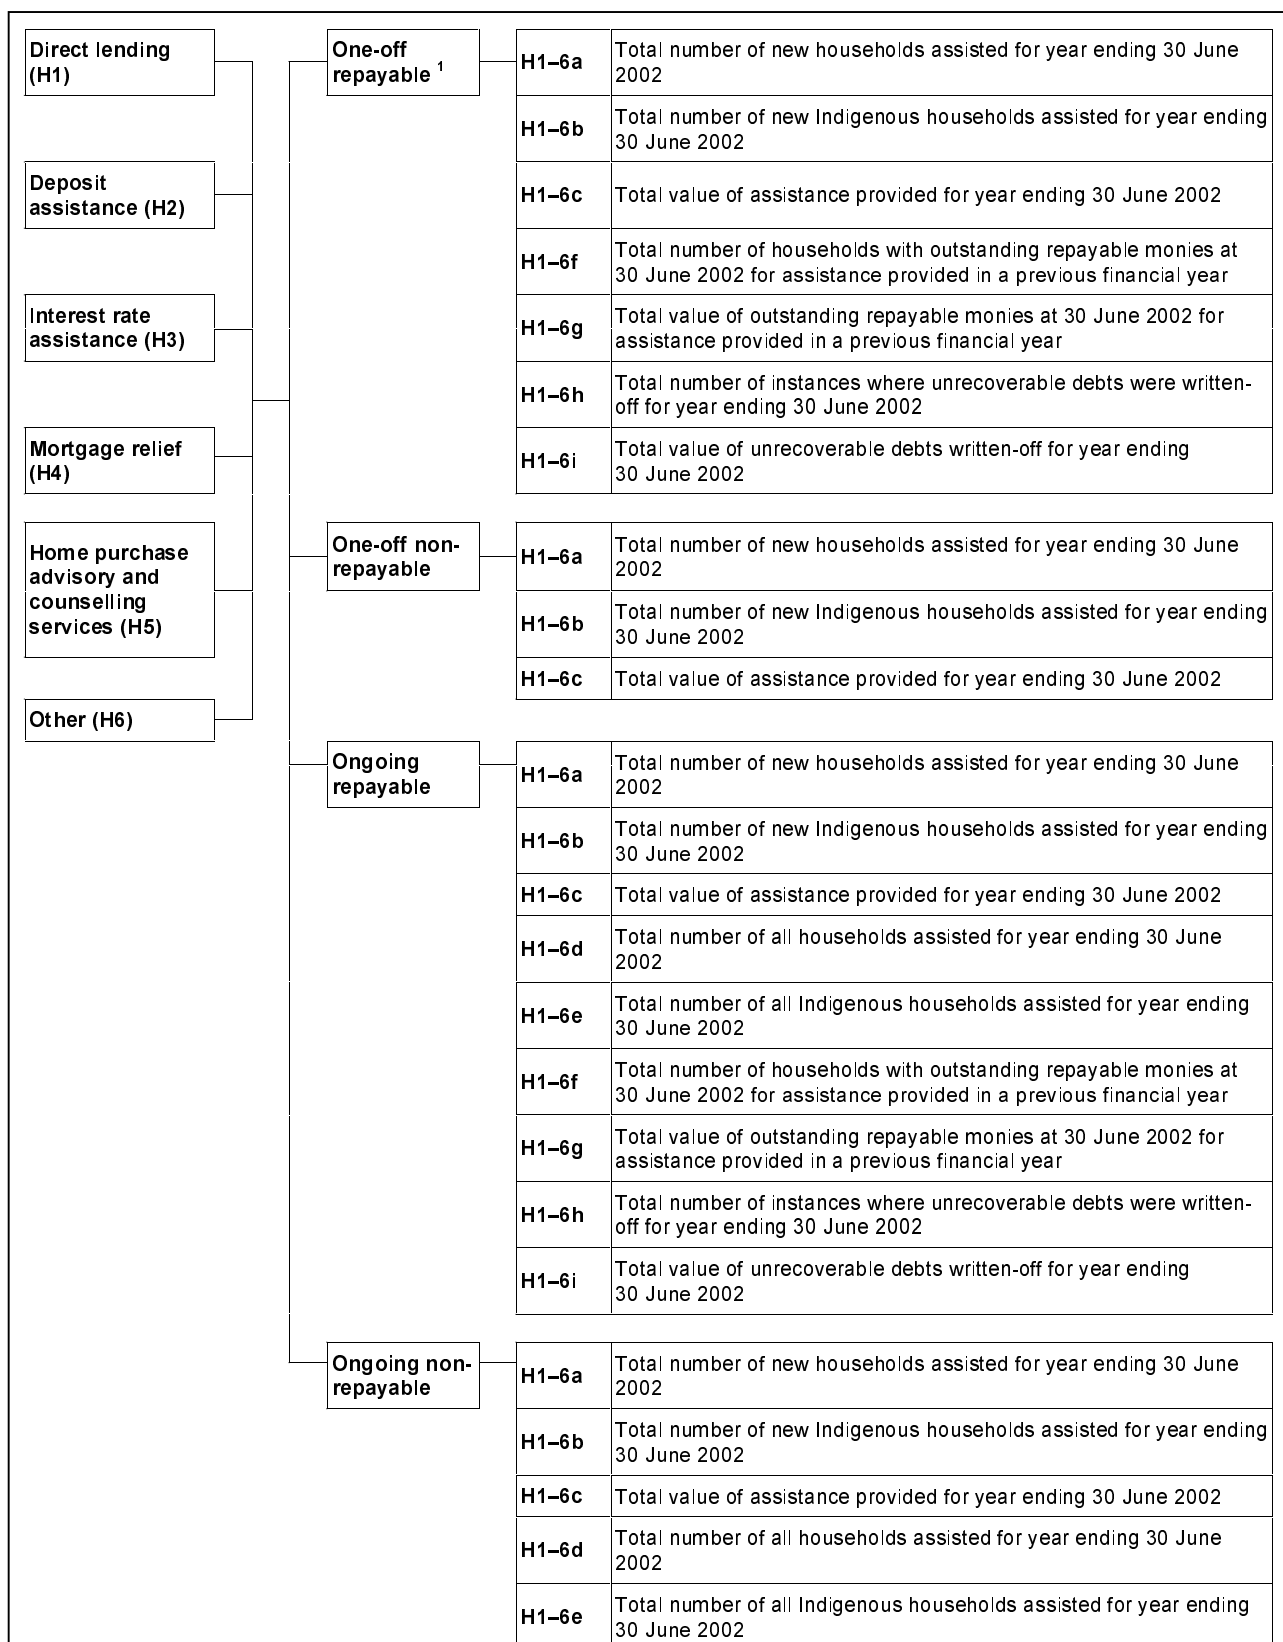 Direct lending
(H1)
Deposit
assistance (H2)
Interest rate
assistance (H3)
Mortgage relief
(H4)
Home purchase
advisory and
counselling
services (H5)
Other (H6)
One-off
repayable 1
H1–6a
Total number of new households assisted for year ending 30 June
2002
H1–6b
Total number of new Indigenous households assisted for year ending
30 June 2002
H1–6c
Total value of assistance provided for year ending 30 June 2002
H1–6f
Total number of households with outstanding repayable monies at
30 June 2002 for assistance provided in a previous financial year
H1–6g
Total value of outstanding repayable monies at 30 June 2002 for
assistance provided in a previous financial year
H1–6h
Total number of instances where unrecoverable debts were written-
off for year ending 30 June 2002
H1–6i
Total value of unrecoverable debts written-off for year ending
30 June 2002
One-off non-
repayable
H1–6a
Total number of new households assisted for year ending 30 June
2002
H1–6b
Total number of new Indigenous households assisted for year ending
30 June 2002
H1–6c
Total value of assistance provided for year ending 30 June 2002
Ongoing
repayable
H1–6a
Total number of new households assisted for year ending 30 June
2002
H1–6b
Total number of new Indigenous households assisted for year ending
30 June 2002
H1–6c
Total value of assistance provided for year ending 30 June 2002
H1–6d
Total number of all households assisted for year ending 30 June
2002
H1–6e
Total number of all Indigenous households assisted for year ending
30 June 2002
H1–6f
Total number of households with outstanding repayable monies at
30 June 2002 for assistance provided in a previous financial year
H1–6g
Total value of outstanding repayable monies at 30 June 2002 for
assistance provided in a previous financial year
H1–6h
Total number of instances where unrecoverable debts were written-
off for year ending 30 June 2002
H1–6i
Total value of unrecoverable debts written-off for year ending
30 June 2002
Ongoing non-
repayable
H1–6a
Total number of new households assisted for year ending 30 June
2002
H1–6b
Total number of new Indigenous households assisted for year ending
30 June 2002
H1–6c
Total value of assistance provided for year ending 30 June 2002
H1–6d
Total number of all households assisted for year ending 30 June
2002
H1–6e
Total number of all Indigenous households assisted for year ending
30 June 2002